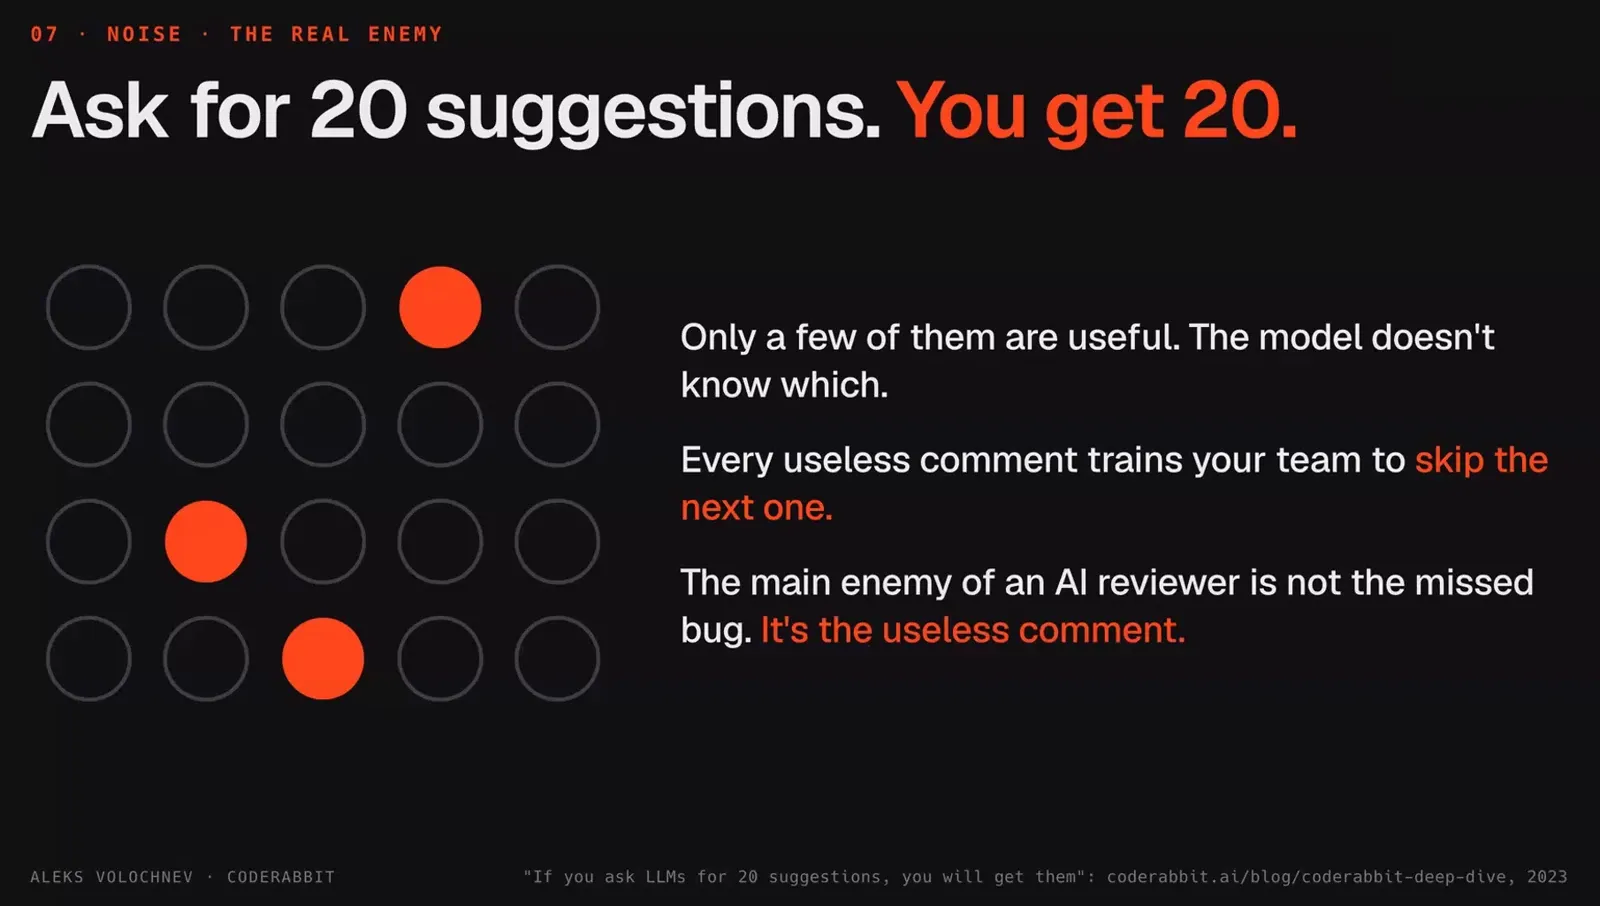 07 · NOISE · THE REAL ENEMY
Ask for 20 suggestions. You get 20.
Only a few of them are useful. The model doesn't
know which.
Every useless comment trains your team to skip the
next one.
The main enemy of an AI reviewer is not the missed
bug. It's the useless comment.
ALEKS VOLOCHNEV · CODERABBIT
"If you ask LLMs for 20 suggestions, you will get them": coderabbit.ai/blog/coderabbit-deep-dive, 2023